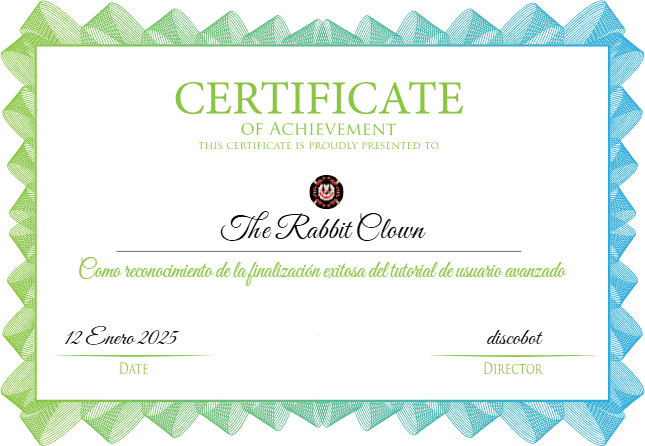 CERTIFICATE
OF ACHIEVEMENT
THIS CERTIFICATE IS PROUDLY PRESENTED TO
The Rabbit Clown
Como reconocimiento de la finalización exitosa del tutorial de usuario avanzado
12 Enero 2025
discobot
DATE
DIRECTOR